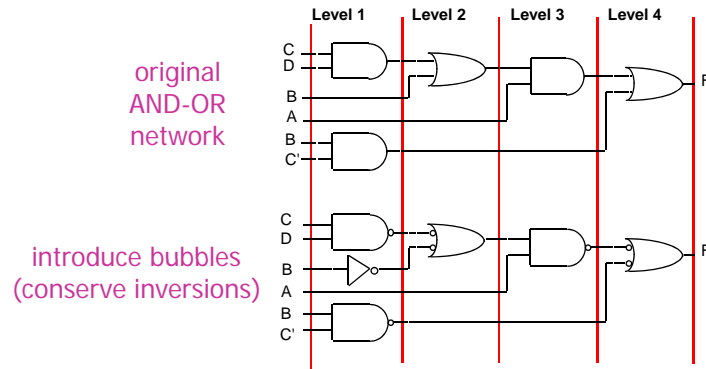 Level 1 Level 2 Level 3 Level 4
original
AND-OR
network
C
D
B
A
B
C'
F
introduce bubbles
(conserve inversions)
C
D
B
A
B
C'
F